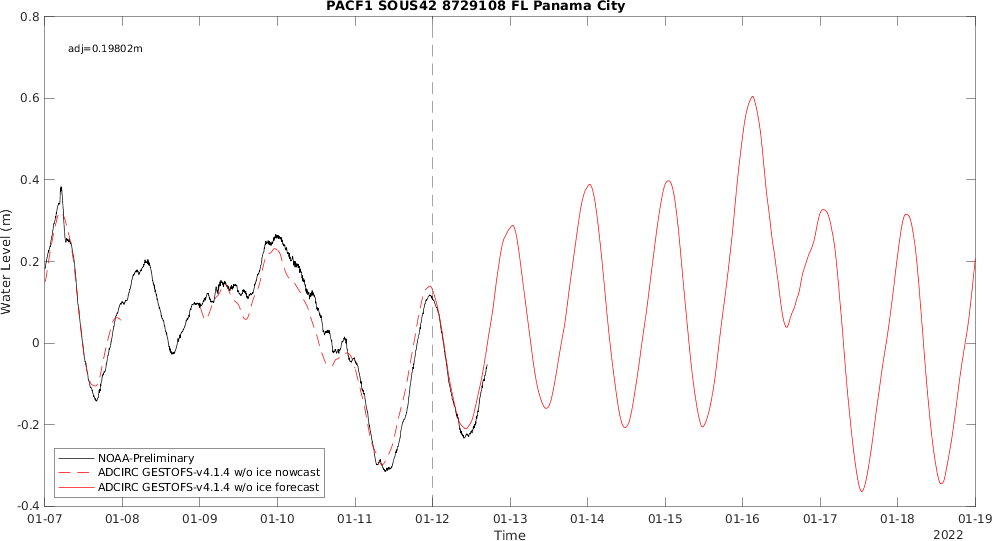 PACF1 SOUS42 8729108 FL Panama City
adj=0.19802m
Water Level (m)
0.8
0.6
0.4
0.2
0
-0.2
-0.4
NOAA-Preliminary
ADCIRC GESTOFS-v4.1.4 w/o ice nowcast
ADCIRC GESTOFS-v4.1.4 w/o ice forecast
01-07 01-08 01-09 01-10 01-11 01-12 01-13 01-14 01-15 01-16 01-17 01-18 01-19
Time
2022